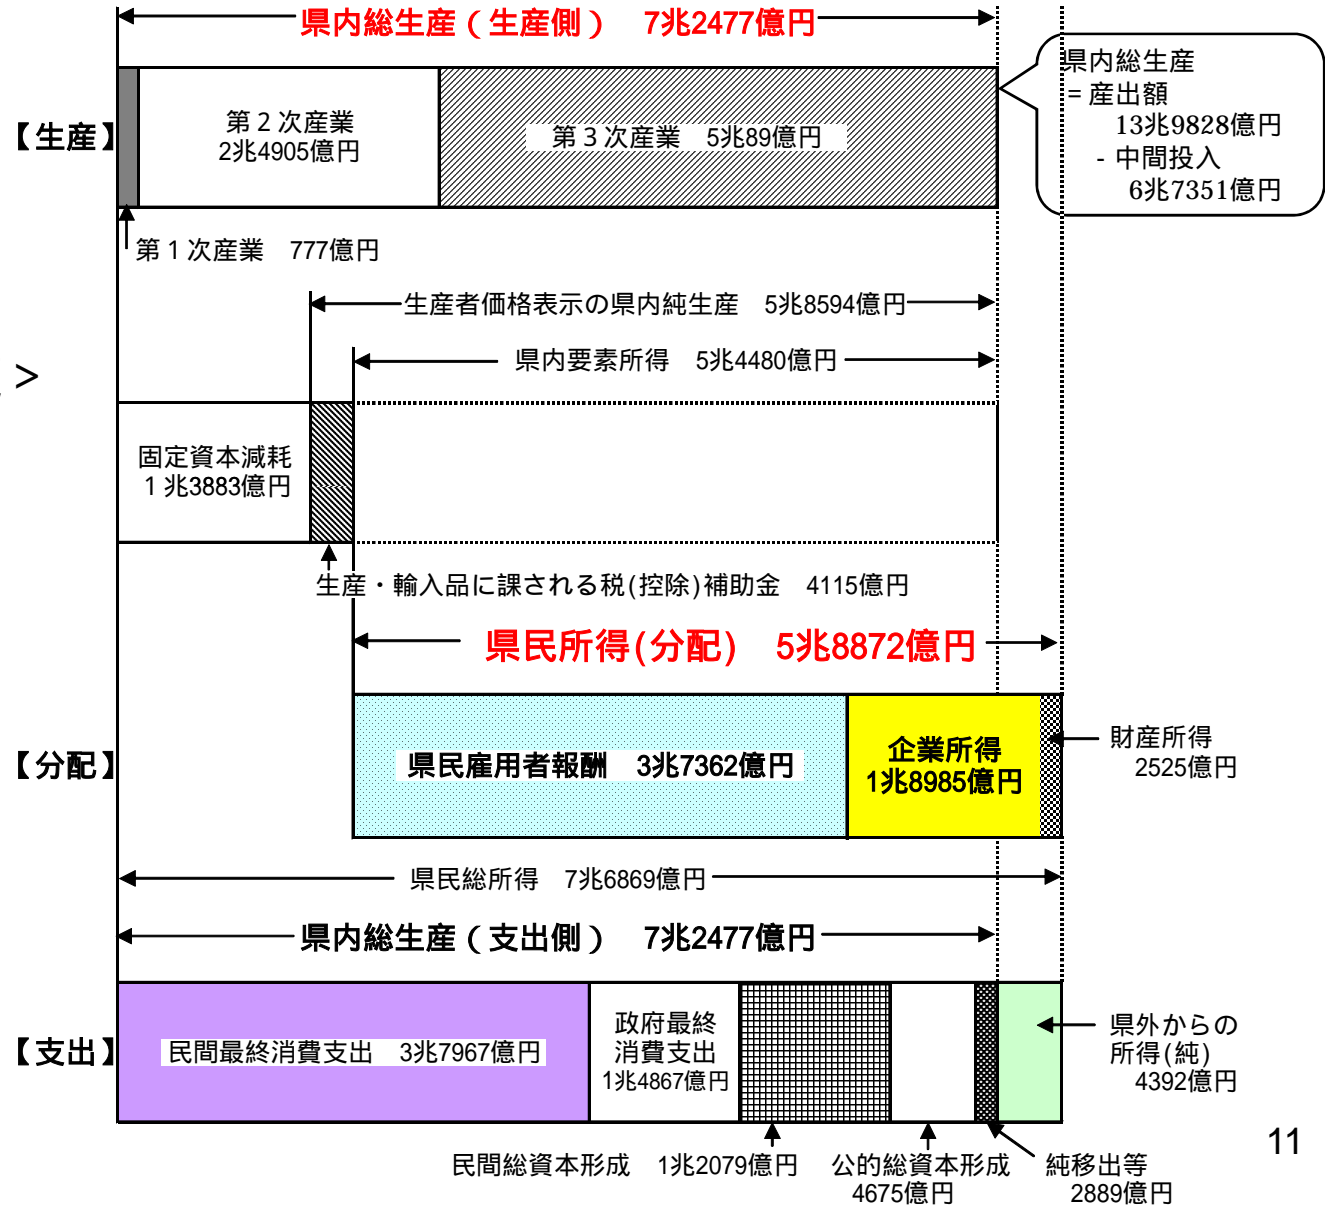 県内総生産（生産側）　7兆2477億円
県内総生産
= 産出額
13兆9828億円
- 中間投入
6兆7351億円
【生産】
第２次産業
2兆4905億円
第３次産業　5兆89億円
第１次産業　777億円
生産者価格表示の県内純生産　5兆8594億円
県内要素所得　5兆4480億円
＞
固定資本減耗
１兆3883億円
生産・輸入品に課される税(控除)補助金　4115億円
県民所得(分配)　5兆8872億円
【分配】
県民雇用者報酬　3兆7362億円
企業所得
1兆8985億円
財産所得
2525億円
県民総所得　7兆6869億円
県内総生産（支出側）　7兆2477億円
【支出】
民間最終消費支出　3兆7967億円
政府最終
消費支出
1兆4867億円
県外からの
所得(純)
4392億円
民間総資本形成　1兆2079億円
公的総資本形成
4675億円
純移出等
2889億円
11